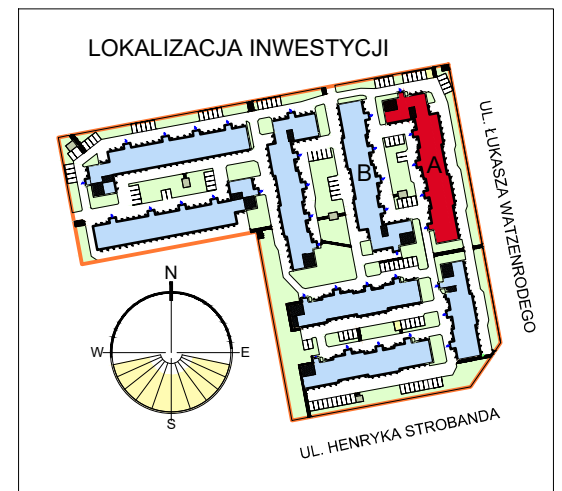 LOKALIZACJA INWESTYCJI
UL. ŁUKASZA WATZENRODEGO
A
B
N
W
E
S
UL. HENRYKA STROBANDA